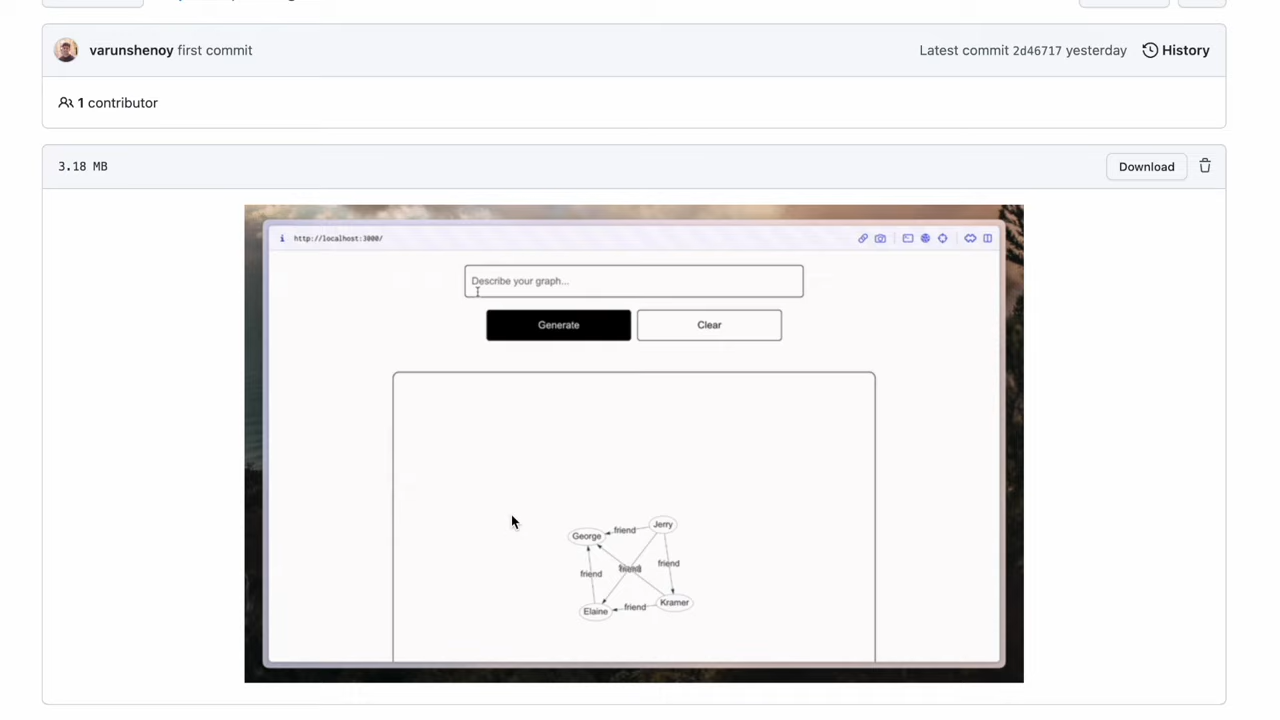 varunshenoy first commit
Latest commit 2d46717 yesterday
History
1 contributor
3.18 MB
Download
http://localhost:3000/
Describe your graph...
Generate
Clear
Jerry
friend
George
friend
friend
friend
Kramer
friend
Elaine